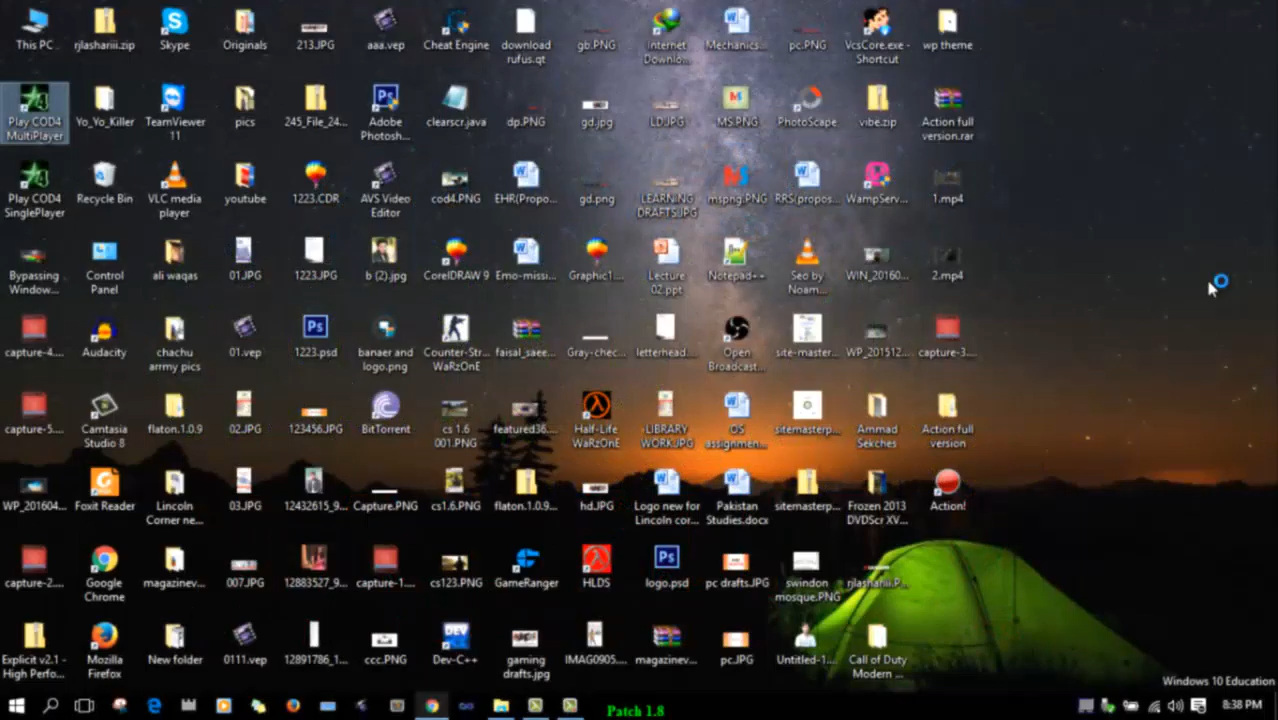 This PC
rjlashariii.zip
Skype
Originals
213.JPG
aaa.vep
Cheat Engine
download
rufus.qt
gb.PNG
Internet
Downlo...
Mechanics...
pc.PNG
VcsCore.exe -
Shortcut
wp theme
Play COD4
MultiPlayer
Yo_Yo_Killer
TeamViewer
11
pics
245_File_24...
Adobe
Photosh...
clearscr.java
dp.PNG
gd.jpg
LD.JPG
MS.PNG
PhotoScape
vibe.zip
Action full
version.rar
Play COD4
SinglePlayer
Recycle Bin
VLC media
player
youtube
1223.CDR
AVS Video
Editor
cod4.PNG
EHR(Propo...
gd.png
LEARNING
DRAFTS.JPG
mspng.PNG
RRS(propos...
WampServ...
1.mp4
Bypassing
Window...
Control
Panel
ali waqas
01.JPG
1223.JPG
b (2).jpg
CorelDRAW 9
Emo-missi...
Graphic1....
Lecture
02.ppt
Notepad++
Seo by
Noam...
WIN_20160...
2.mp4
capture-4....
Audacity
chachu
armmy pics
01.vep
1223.psd
banaer and
logo.png
Counter-Str...
WaRzOnE
faisal_saee...
Gray-chec...
letterhead...
Open
Broadcast...
site-master...
WP_201512...
capture-3....
capture-5....
Camtasia
Studio 8
flaton.1.0.9
02.JPG
123456.JPG
BitTorrent
cs 1.6
001.PNG
featured36...
Half-Life
WaRzOnE
LIBRARY
WORK.JPG
OS
assignmen...
sitemasterp...
Ammad
Sekches
Action full
version
WP_201604...
Foxit Reader
Lincoln
Corner ne...
03.JPG
12432615_9...
Capture.PNG
cs1.6.PNG
flaton.1.0.9...
hd.JPG
Logo new for
Lincoln cor...
Pakistan
Studies.docx
sitemasterp...
Frozen 2013
DVDScr XV...
Action!
capture-2....
Google
Chrome
magazinev...
007.JPG
12883527_9...
capture-1....
cs123.PNG
GameRanger
HLDS
logo.psd
pc drafts.JPG
swindon
mosque.PNG
rjlashariii.P...
Explicit v2.1 -
High Perfo...
Mozilla
Firefox
New folder
0111.vep
12891786_1...
ccc.PNG
Dev-C++
gaming
drafts.jpg
IMAG0905....
magazinev...
pc.JPG
Untitled-1....
Call of Duty
Modern ...
Windows 10 Education
Patch 1.8
8:38 PM